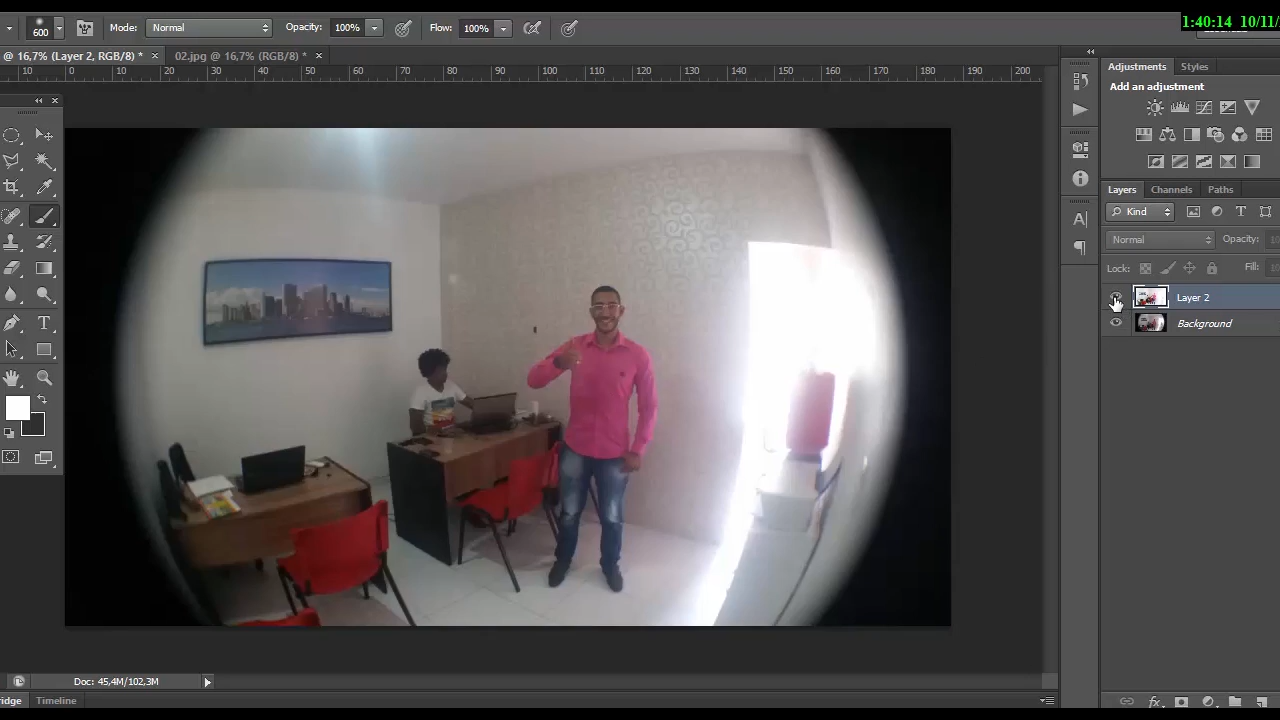 1:40:14 10/11/
600 Mode: Normal Opacity: 100% Flow: 100%
@ 16,7% (Layer 2, RGB/8) * × 02.jpg @ 16,7% (RGB/8) * ×
10 0 10 20 30 40 50 60 70 80 90 100 110 120 130 140 150 160 170 180 190 200
Adjustments Styles
Add an adjustment
Layers Channels Paths
Kind
Normal Opacity:
Lock: Fill:
Layer 2
Background
Doc: 45,4M/102,3M
ridge Timeline